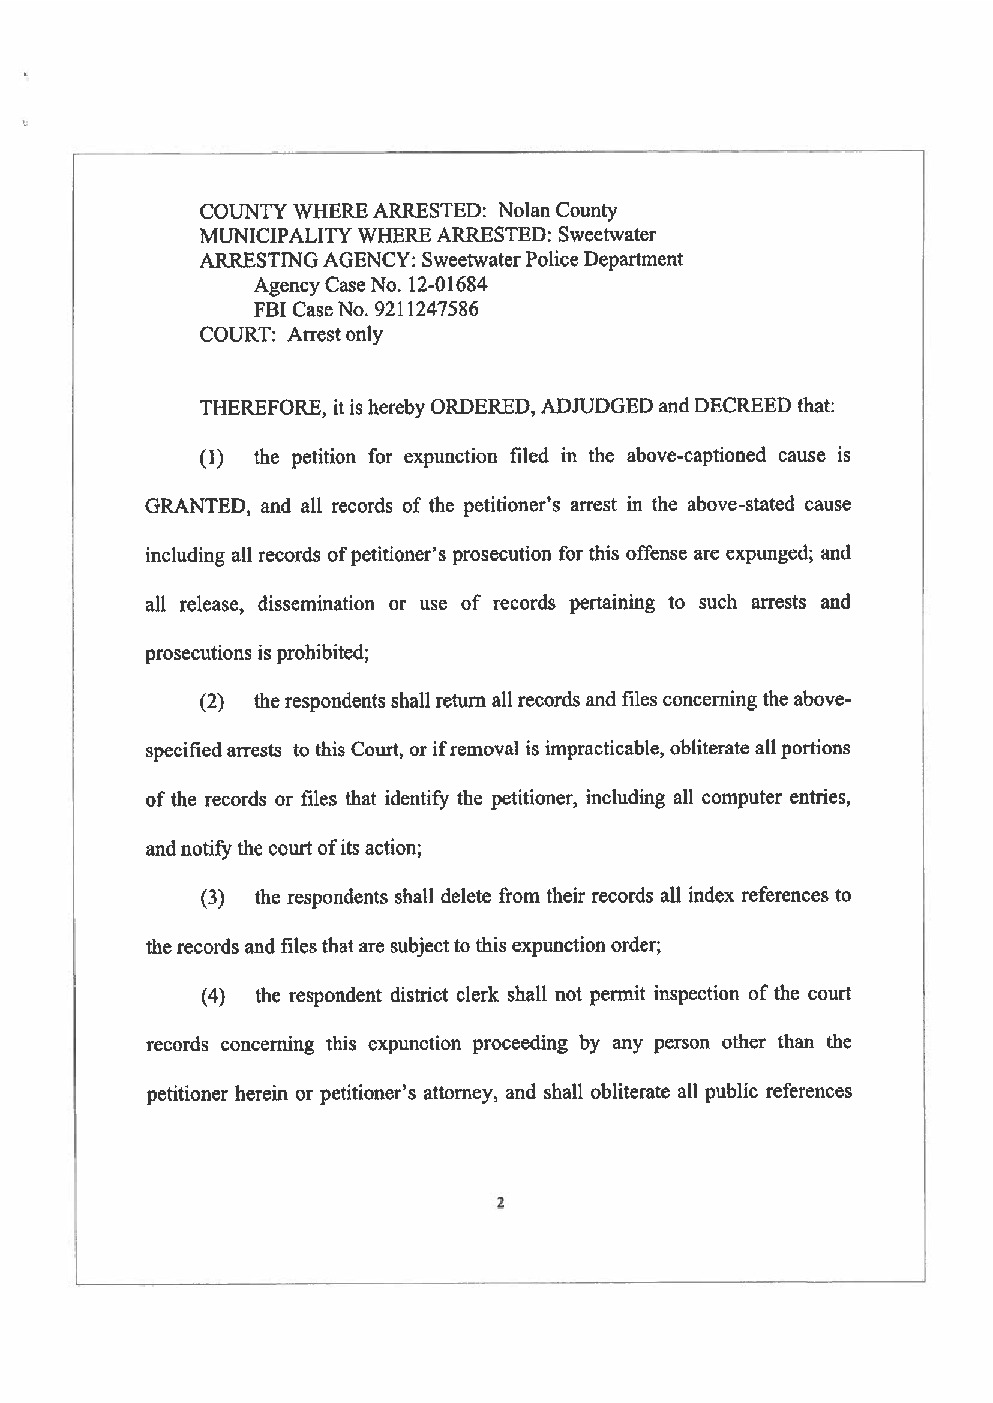 COUNTY WHERE ARRESTED: Nolan County
MUNICIPALITY WHERE ARRESTED: Sweetwater
ARRESTING AGENCY: Sweetwater Police Department
Agency Case No. 12-01684
FBI Case No. 9211247586
COURT: Arrest only
THEREFORE, it is hereby ORDERED, ADJUDGED and DECREED that:
(1) the petition for expunction filed in the above-captioned cause is
GRANTED, and all records of the petitioner's arrest in the above-stated cause
including all records of petitioner's prosecution for this offense are expunged; and
all release, dissemination or use of records pertaining to such arrests and
prosecutions is prohibited;
(2) the respondents shall return all records and files concerning the above-
specified arrests to this Court, or if removal is impracticable, obliterate all portions
of the records or files that identify the petitioner, including all computer entries,
and notify the court of its action;
(3) the respondents shall delete from their records all index references to
the records and files that are subject to this expunction order;
(4) the respondent district clerk shall not permit inspection of the court
records concerning this expunction proceeding by any person other than the
petitioner herein or petitioner's attorney, and shall obliterate all public references
2